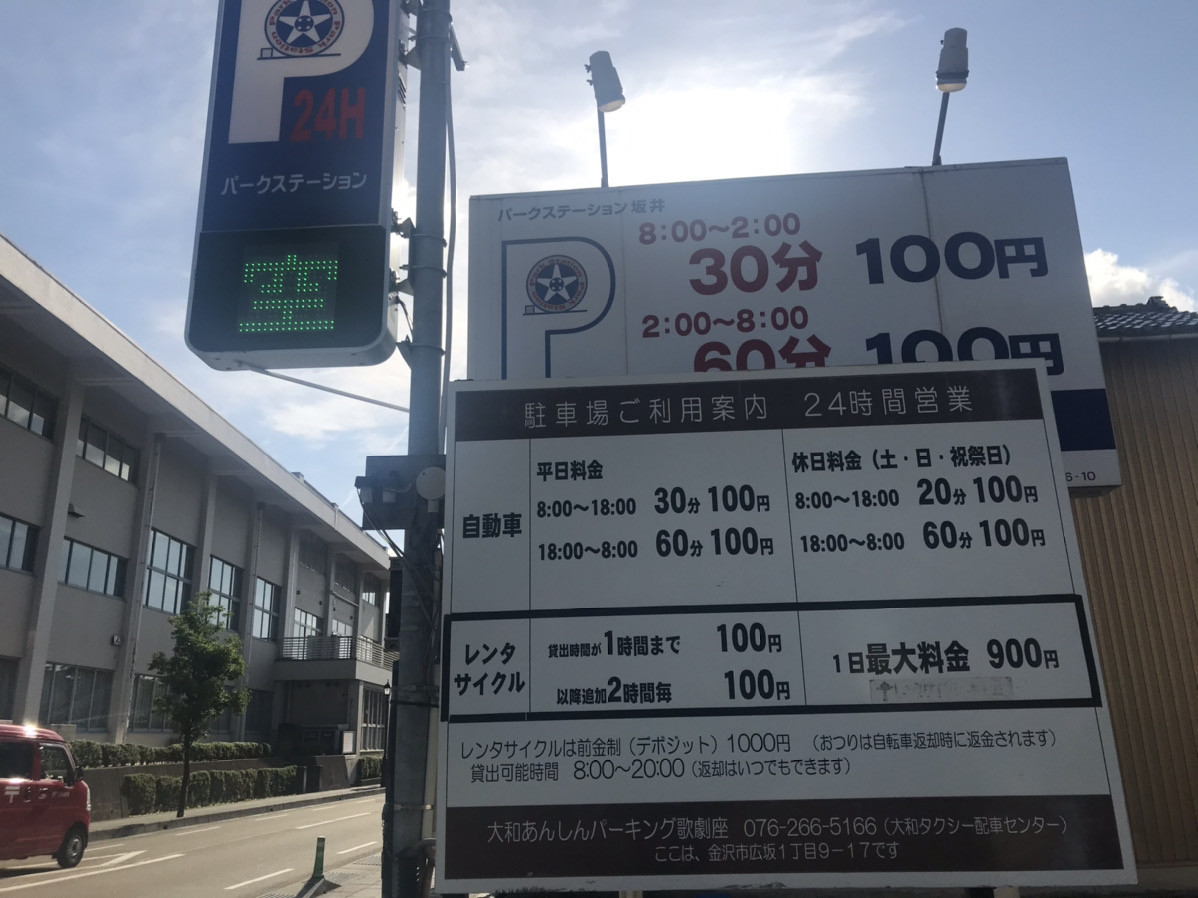 Park Station
24H
パークステーション
空
パークステーション 坂井
8:00～2:00
30分 100円
2:00～8:00
60分 100円
6-10
駐車場ご利用案内 24時間営業
自動車
平日料金
8:00～18:00 30分 100円
18:00～8:00 60分 100円
休日料金（土・日・祝祭日）
8:00～18:00 20分 100円
18:00～8:00 60分 100円
レンタ
サイクル
貸出時間が1時間まで 100円
以降追加2時間毎 100円
1日最大料金 900円
レンタサイクルは前金制（デポジット）1000円 （おつりは自転車返却時に返金されます）
貸出可能時間 8:00～20:00（返却はいつでもできます）
大和あんしんパーキング歌劇座 076-266-5166（大和タクシー配車センター）
ここは、金沢市広坂1丁目9－17です